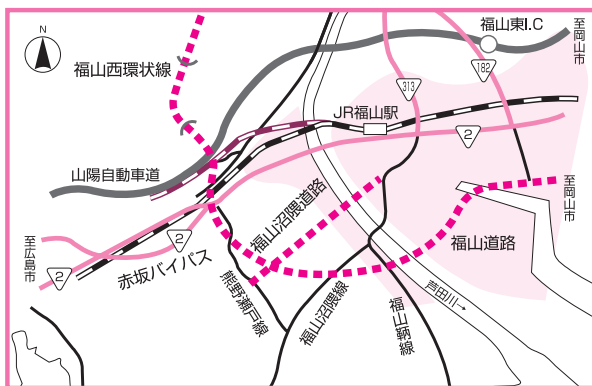 N
福山西環状線
福山東I.C
至岡山市
182
313
JR福山駅
2
山陽自動車道
福山沼隈道路
至岡山市
福山道路
至広島市
2
2
赤坂バイパス
熊野瀬戸線
福山沼隈線
福山鞆線
芦田川→